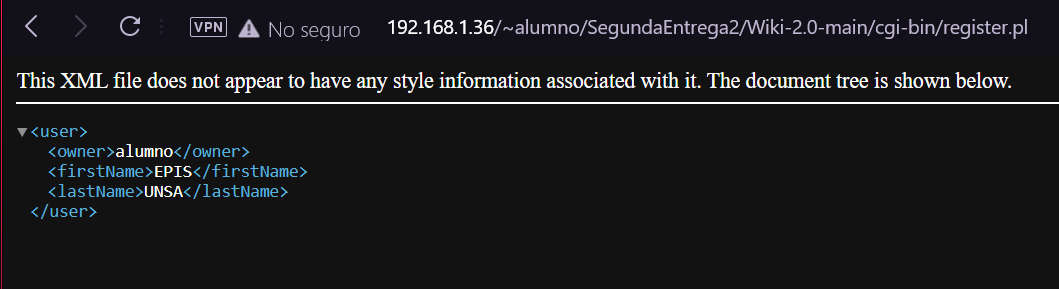 VPN No seguro 192.168.1.36/~alumno/SegundaEntrega2/Wiki-2.0-main/cgi-bin/register.pl
This XML file does not appear to have any style information associated with it. The document tree is shown below.
<user>
<owner>alumno</owner>
<firstName>EPIS</firstName>
<lastName>UNSA</lastName>
</user>